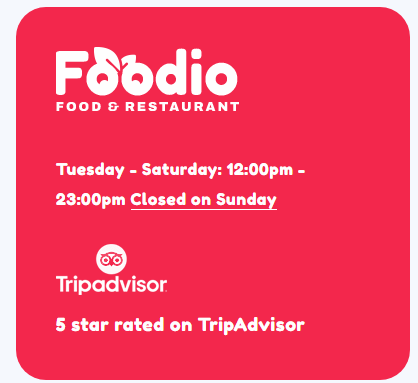 Foodio
FOOD & RESTAURANT
Tuesday - Saturday: 12:00pm -
23:00pm Closed on Sunday
Tripadvisor
5 star rated on TripAdvisor